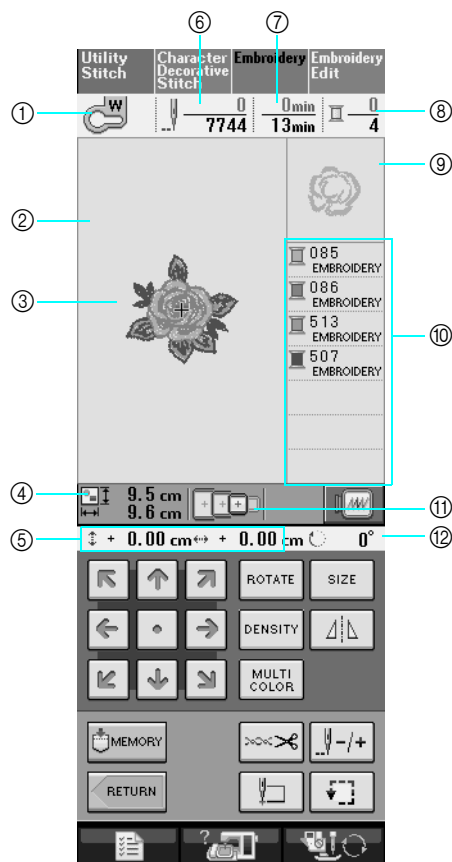 ⑥ ⑦
Utility Stitch
Character Decorative Stitch
Embroidery
Embroidery Edit
① W
0
7744
0min
13min
0
4
⑧
⑨
②
085
EMBROIDERY
③
086
EMBROIDERY
513
EMBROIDERY
507
EMBROIDERY
⑩
④
9.5 cm
9.6 cm
⑪
⑤
+ 0.00 cm + 0.00 cm 0°
⑫
ROTATE SIZE
DENSITY
MULTI COLOR
MEMORY
-/+
RETURN
?